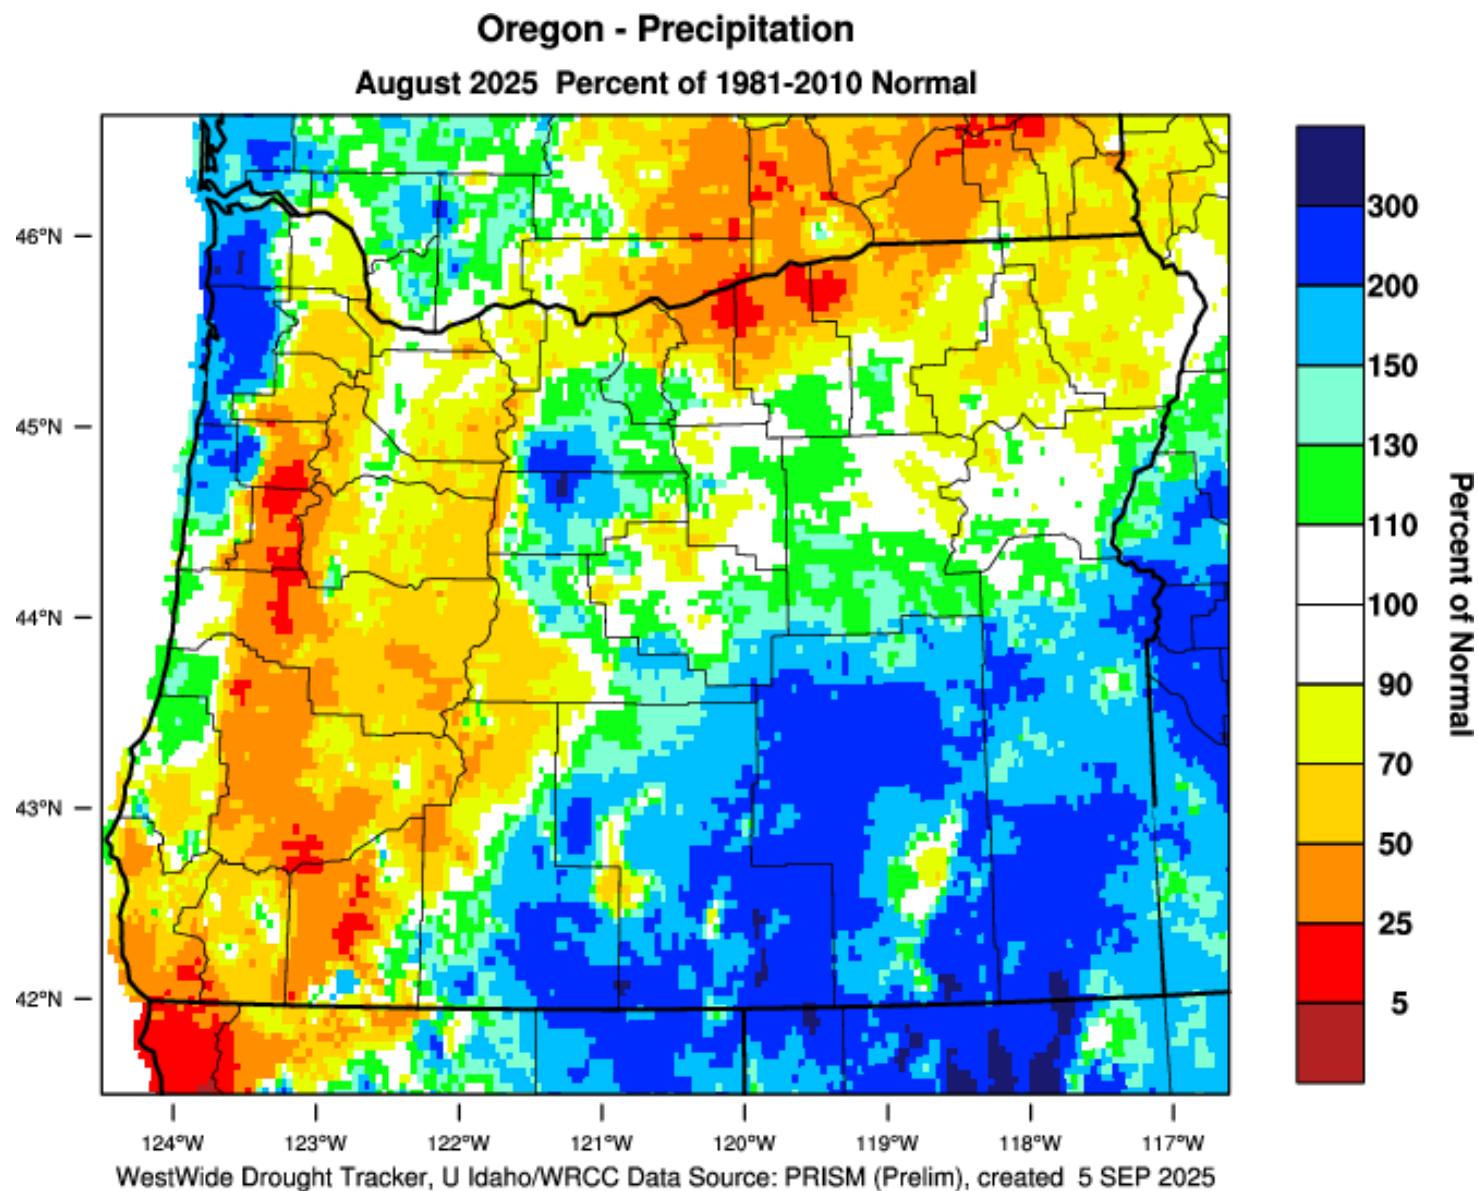 Oregon - Precipitation
August 2025 Percent of 1981-2010 Normal
46°N
45°N
44°N
43°N
42°N
124°W 123°W 122°W 121°W 120°W 119°W 118°W 117°W
300
200
150
130
110
100
90
70
50
25
5
Percent of Normal
WestWide Drought Tracker, U Idaho/WRCC Data Source: PRISM (Prelim), created 5 SEP 2025